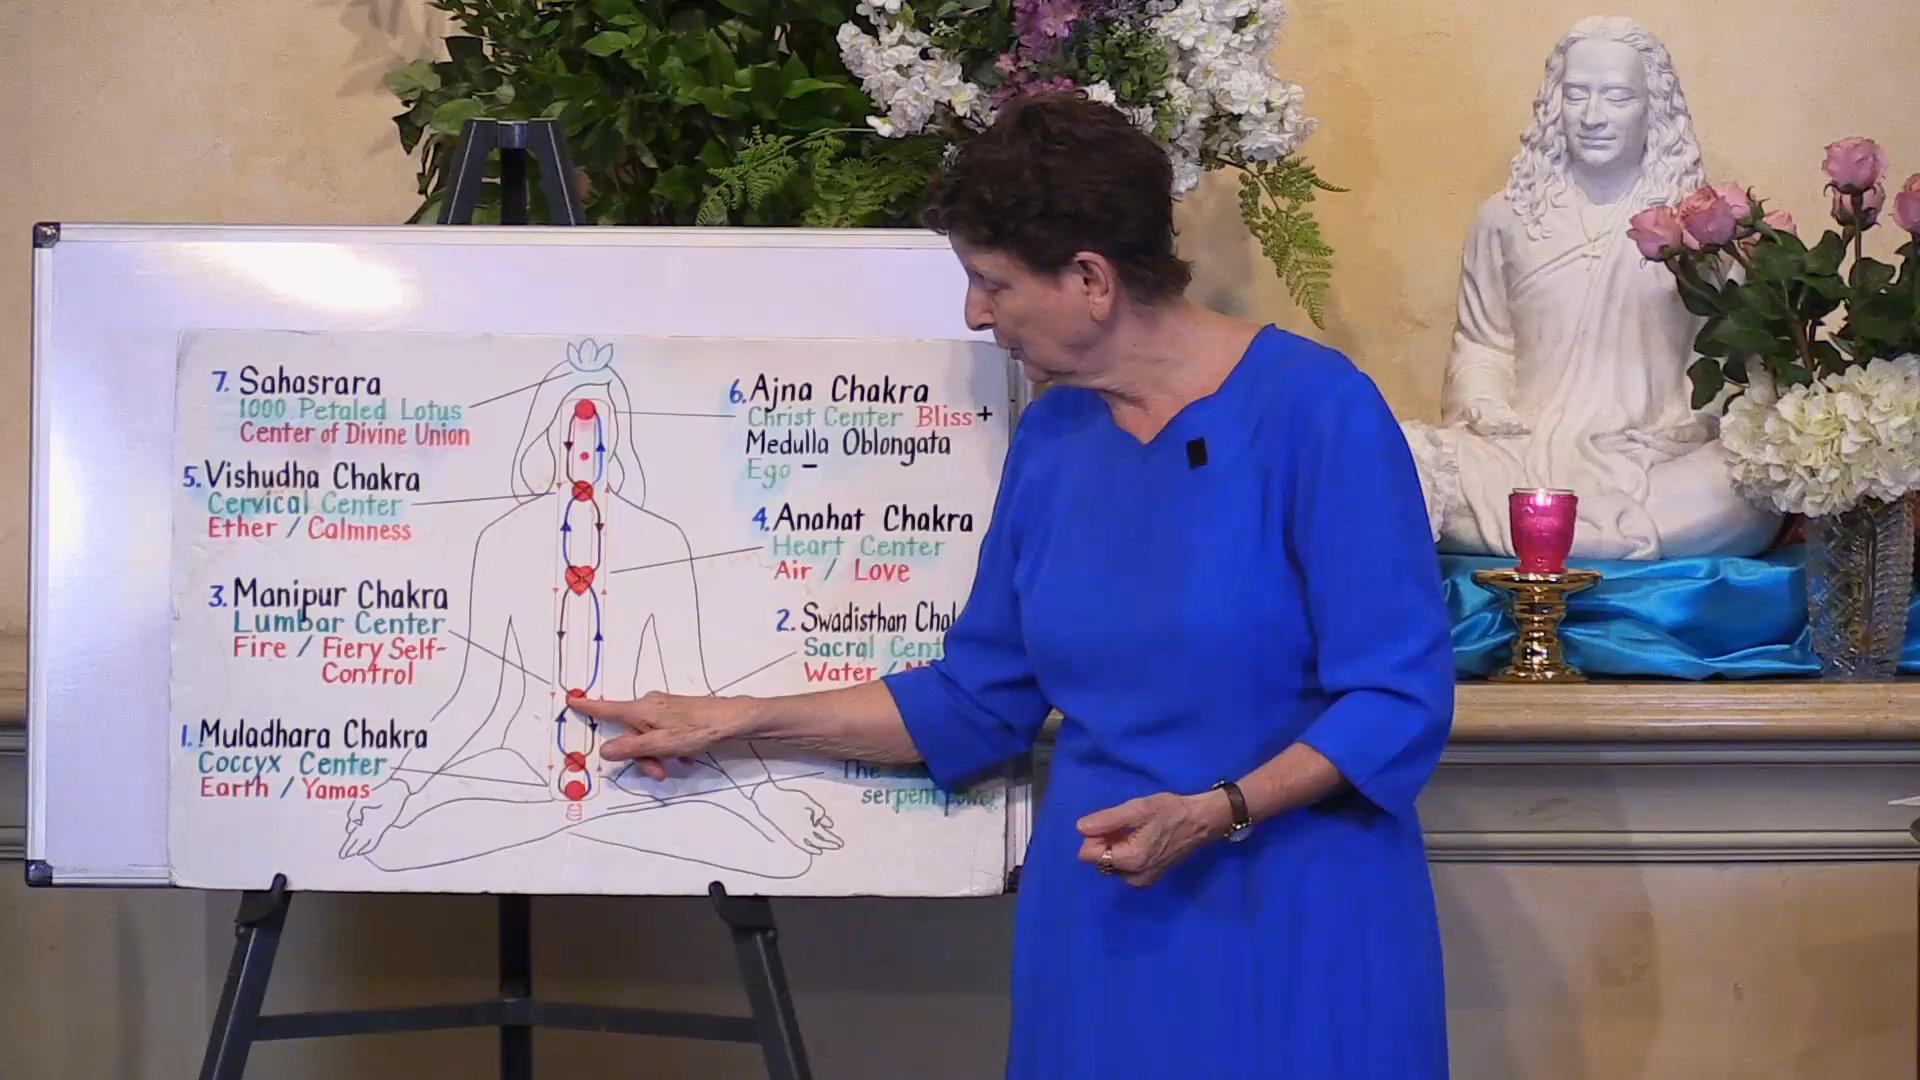 7. Sahasrara
1000 Petaled Lotus
Center of Divine Union
6. Ajna Chakra
Christ Center Bliss +
Medulla Oblongata
Ego −
5. Vishudha Chakra
Cervical Center
Ether / Calmness
4. Anahat Chakra
Heart Center
Air / Love
3. Manipur Chakra
Lumbar Center
Fire / Fiery Self-
Control
2. Swadisthan
Sacral
Water /
1. Muladhara Chakra
Coccyx Center
Earth / Yamas
The
serpent power